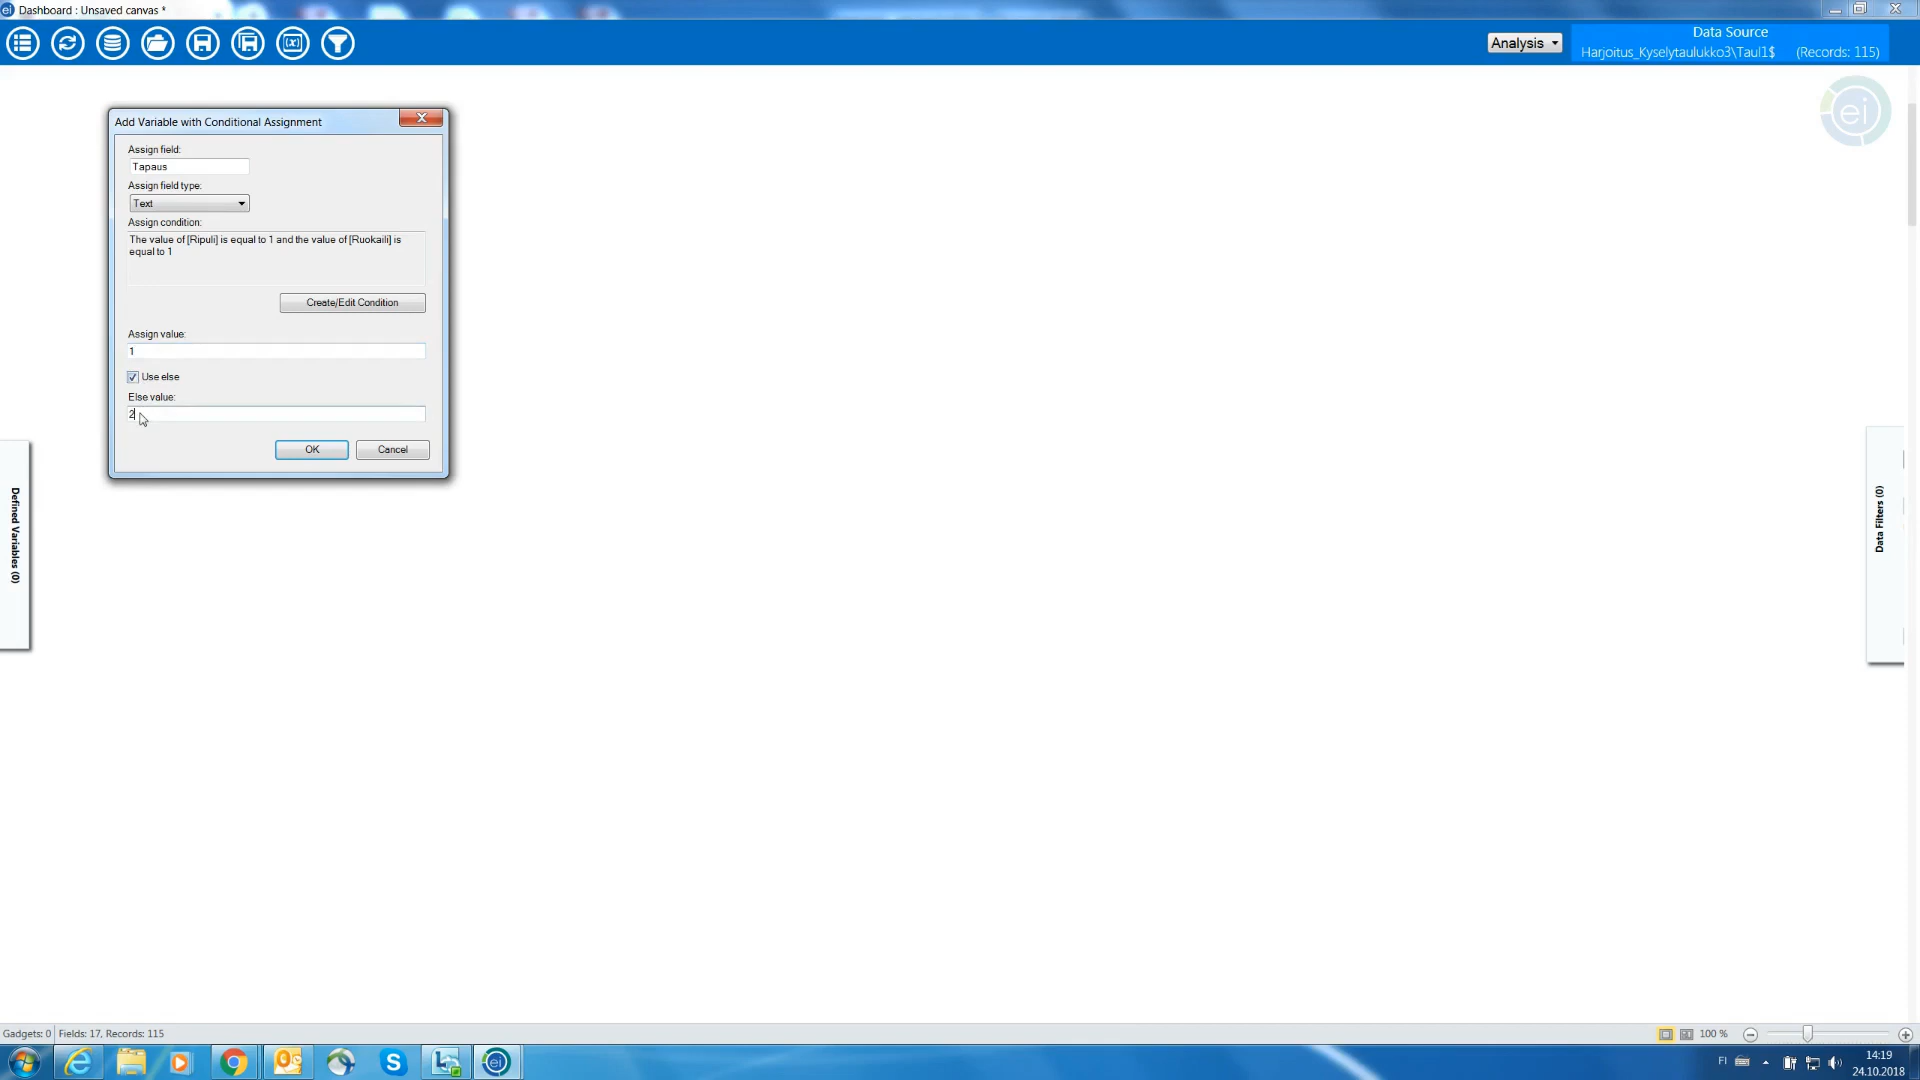 Dashboard : Unsaved canvas *
Analysis
Data Source
Harjoitus_Kyselytaulukko3\Taul1$ (Records: 115)
ei
Add Variable with Conditional Assignment
Assign field:
Tapaus
Assign field type:
Text
Assign condition:
The value of [Ripuli] is equal to 1 and the value of [Ruokaili] is
equal to 1
Create/Edit Condition
Assign value:
1
Use else
Else value:
2
OK
Cancel
Defined Variables (0)
Data Filters (0)
Gadgets: 0
Fields: 17, Records: 115
100 %
FI
14:19
24.10.2018